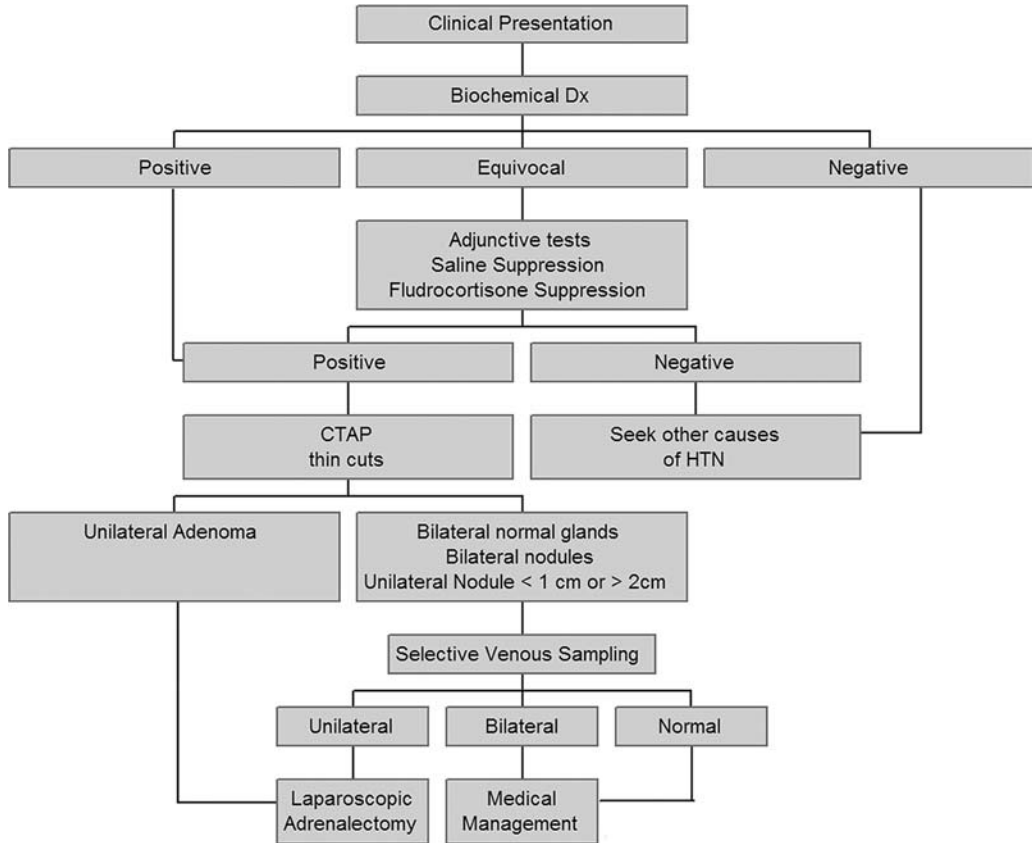 Clinical Presentation
Biochemical Dx
Positive
Equivocal
Negative
Adjunctive tests
Saline Suppression
Fludrocortisone Suppression
Positive
Negative
CTAP
thin cuts
Seek other causes
of HTN
Unilateral Adenoma
Bilateral normal glands
Bilateral nodules
Unilateral Nodule < 1 cm or > 2cm
Selective Venous Sampling
Unilateral
Bilateral
Normal
Laparoscopic
Adrenalectomy
Medical
Management